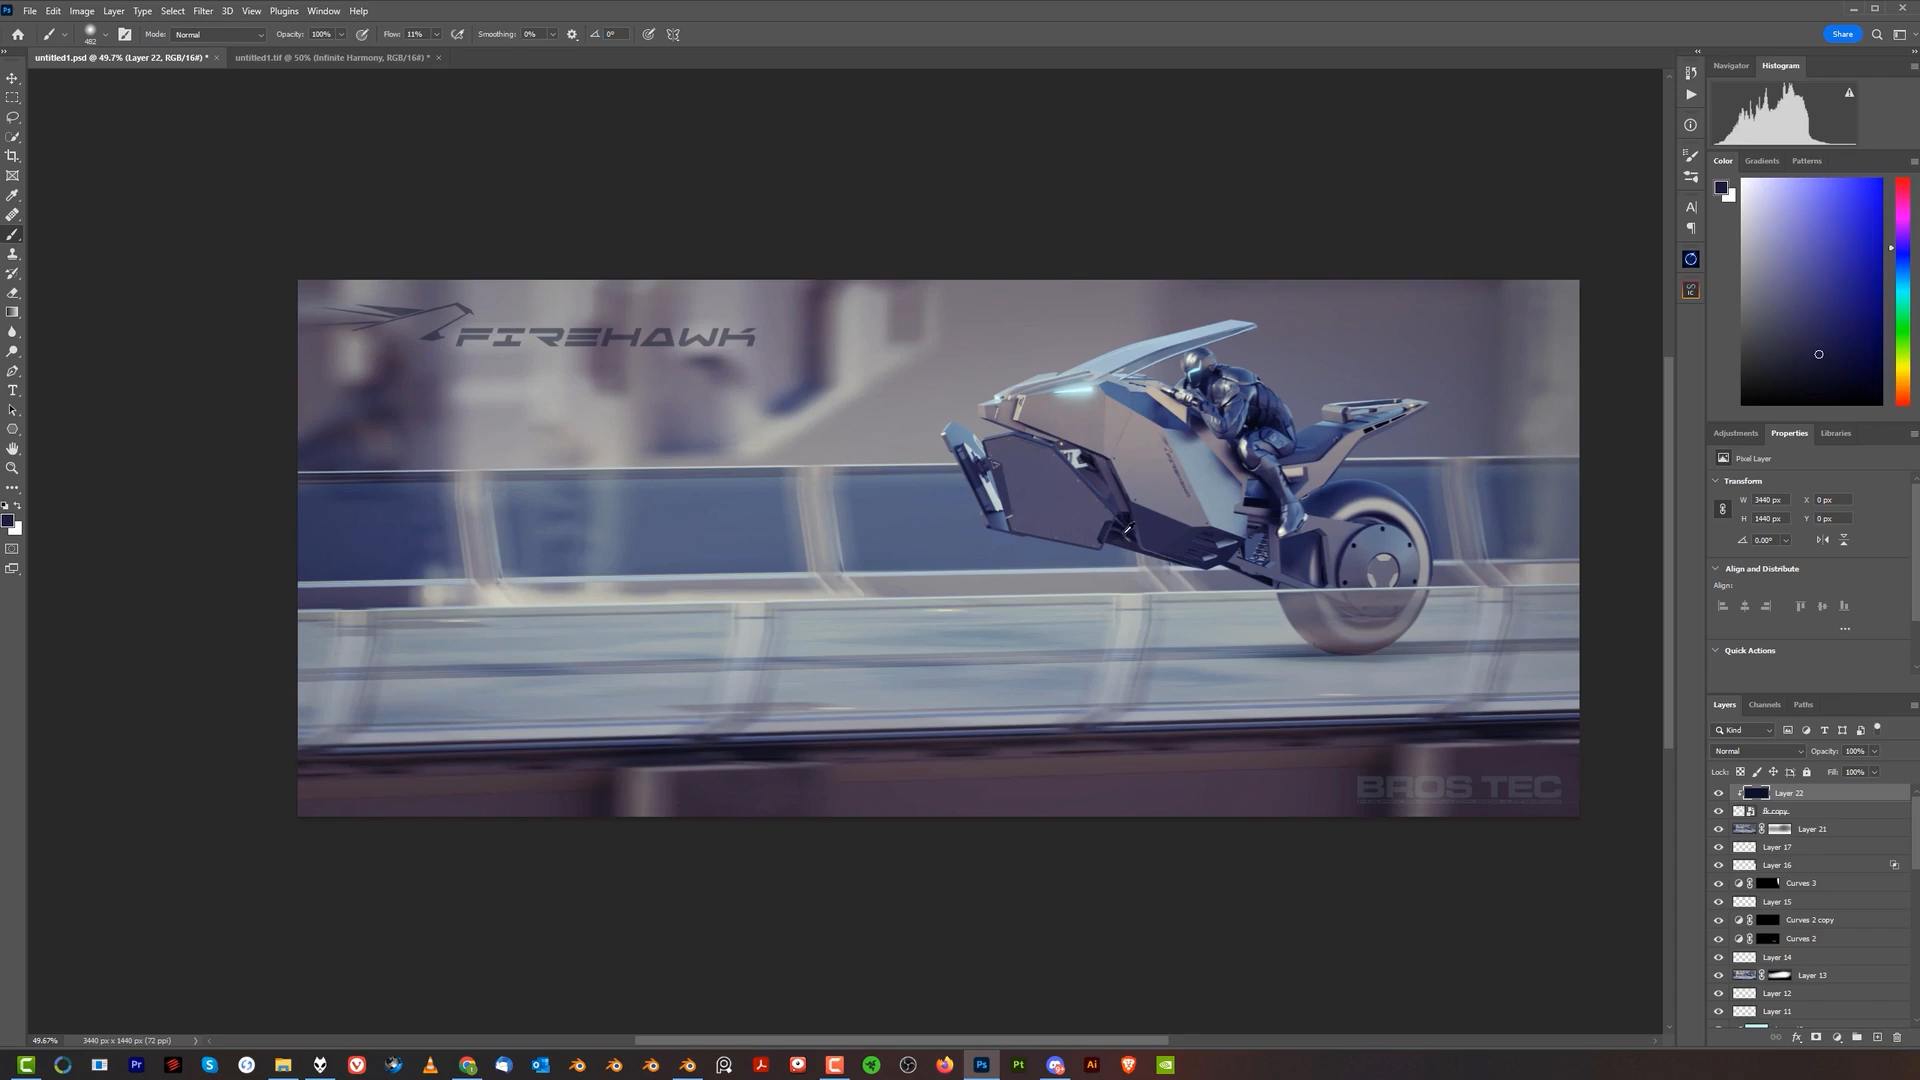 File Edit Image Layer Type Select Filter 3D View Plugins Window Help
482 Mode: Normal Opacity: 100% Flow: 11% Smoothing: 0% 0° Share
untitled1.psd @ 49.7% (Layer 22, RGB/16#) * × untitled1.tif @ 50% (Infinite Harmony, RGB/16#) * ×
Navigator Histogram
Color Gradients Patterns
FIREHAWK
Adjustments Properties Libraries
Pixel Layer
Transform
W 3440 px X 0 px
H 1440 px Y 0 px
0.00°
Align and Distribute
Align:
Quick Actions
Layers Channels Paths
Kind
Normal Opacity: 100%
Lock: Fill: 100%
BROS TEC
Layer 22
fk copy
Layer 21
Layer 17
Layer 16
Curves 3
Layer 15
Curves 2 copy
Curves 2
Layer 14
Layer 13
Layer 12
Layer 11
49.67% 3440 px x 1440 px (72 ppi)